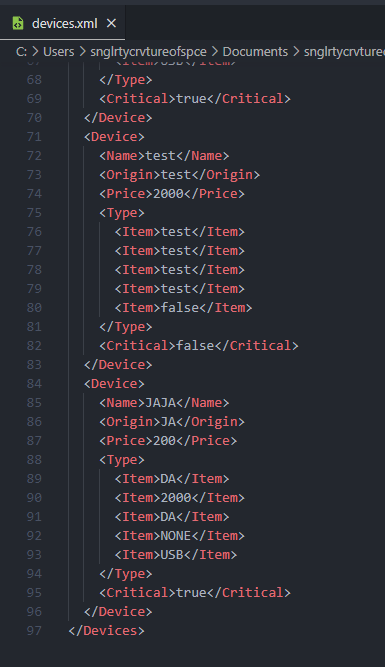 devices.xml ×
C: > Users > snglrtycrvtureofspce > Documents > snglrtycrvtureo
67 <Item>USB</Item>
68 </Type>
69 <Critical>true</Critical>
70 </Device>
71 <Device>
72 <Name>test</Name>
73 <Origin>test</Origin>
74 <Price>2000</Price>
75 <Type>
76 <Item>test</Item>
77 <Item>test</Item>
78 <Item>test</Item>
79 <Item>test</Item>
80 <Item>false</Item>
81 </Type>
82 <Critical>false</Critical>
83 </Device>
84 <Device>
85 <Name>JAJA</Name>
86 <Origin>JA</Origin>
87 <Price>200</Price>
88 <Type>
89 <Item>DA</Item>
90 <Item>2000</Item>
91 <Item>DA</Item>
92 <Item>NONE</Item>
93 <Item>USB</Item>
94 </Type>
95 <Critical>true</Critical>
96 </Device>
97 </Devices>